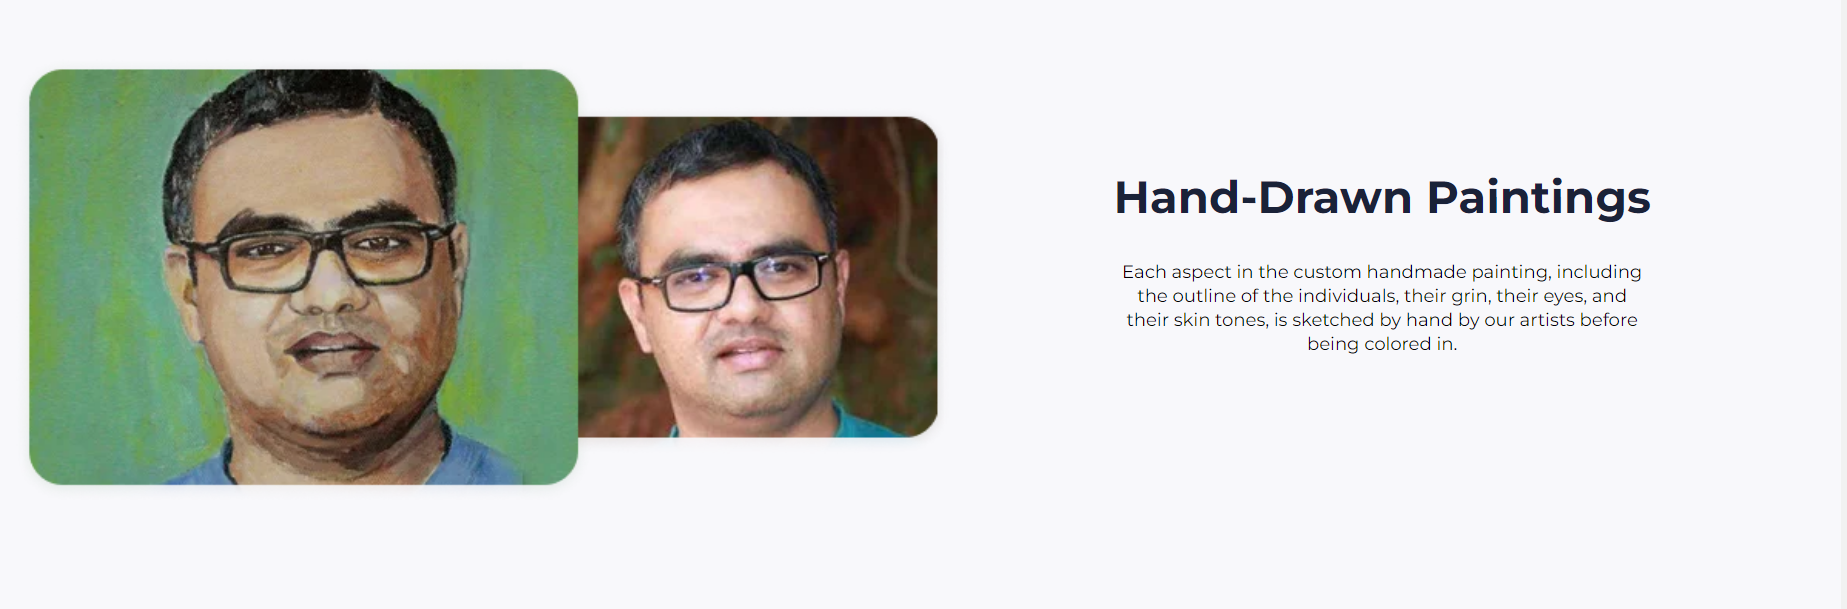 Hand-Drawn Paintings
Each aspect in the custom handmade painting, including
the outline of the individuals, their grin, their eyes, and
their skin tones, is sketched by hand by our artists before
being colored in.